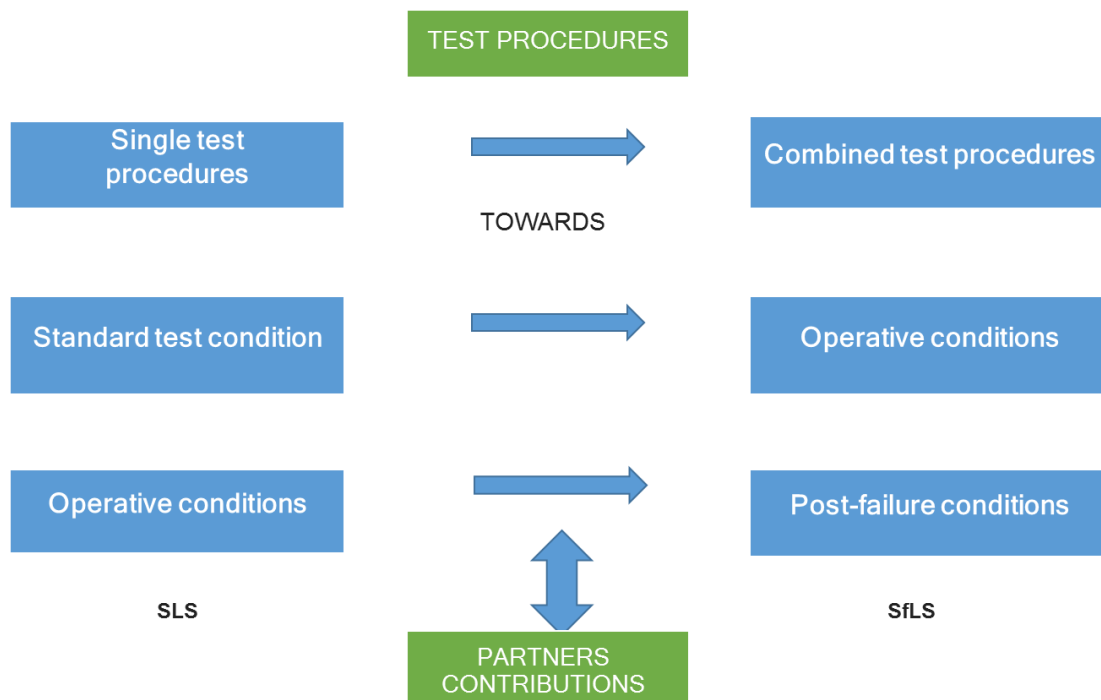 TEST PROCEDURES
Single test
procedures
Combined test procedures
TOWARDS
Standard test condition
Operative conditions
Operative conditions
Post-failure conditions
SLS
SfLS
PARTNERS
CONTRIBUTIONS